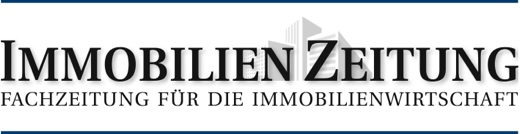 IMMOBILIEN ZEITUNG
FACHZEITUNG FÜR DIE IMMOBILIENWIRTSCHAFT